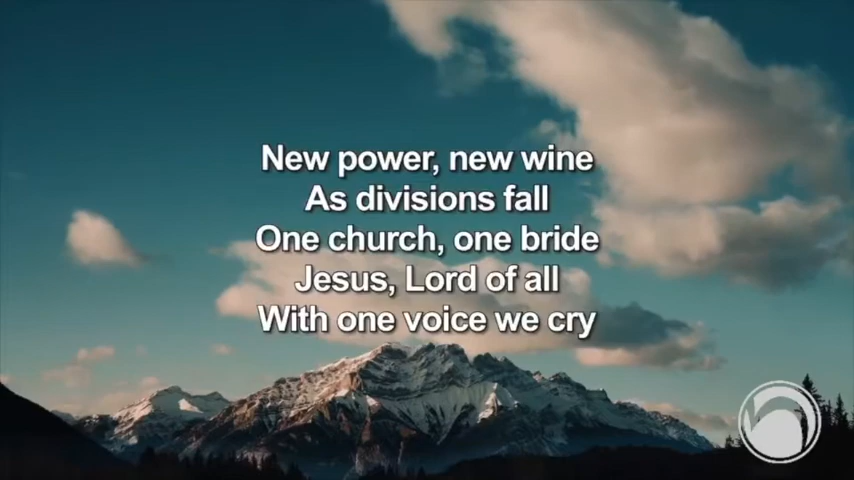 New power, new wine
As divisions fall
One church, one bride
Jesus, Lord of all
With one voice we cry